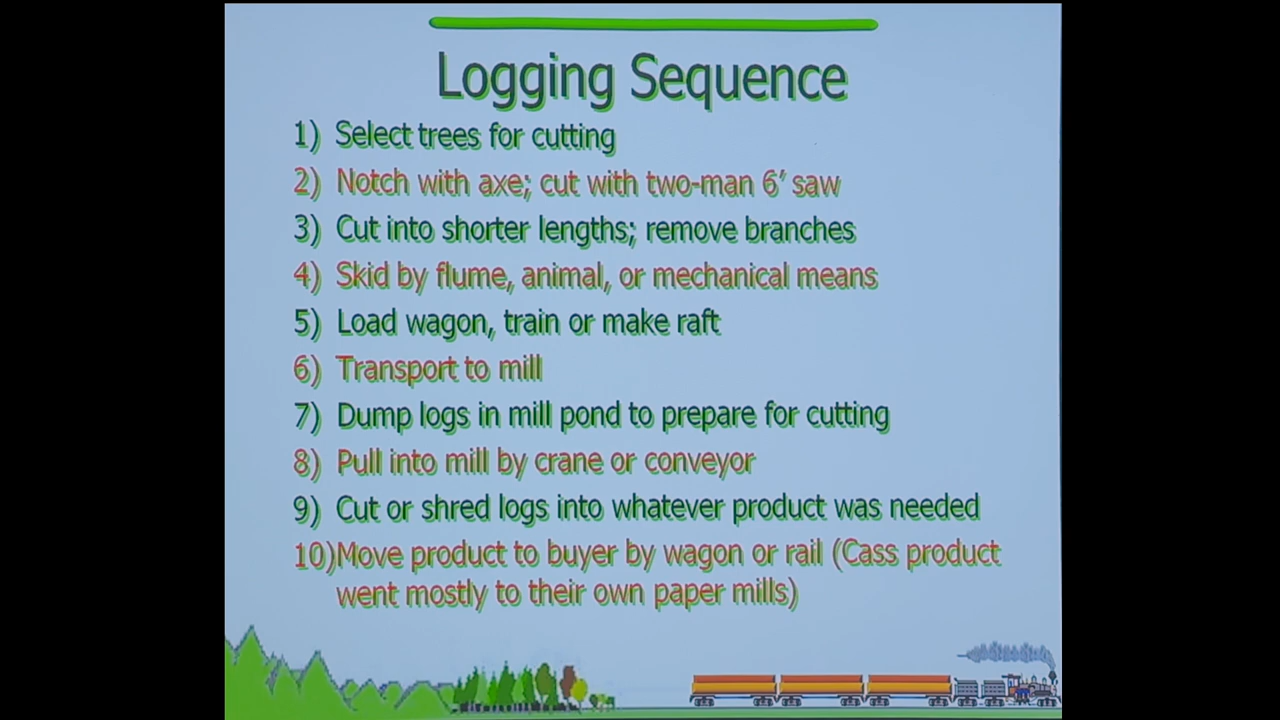 Logging Sequence
1) Select trees for cutting
2) Notch with axe; cut with two-man 6' saw
3) Cut into shorter lengths; remove branches
4) Skid by flume, animal, or mechanical means
5) Load wagon, train or make raft
6) Transport to mill
7) Dump logs in mill pond to prepare for cutting
8) Pull into mill by crane or conveyor
9) Cut or shred logs into whatever product was needed
10)Move product to buyer by wagon or rail (Cass product
went mostly to their own paper mills)